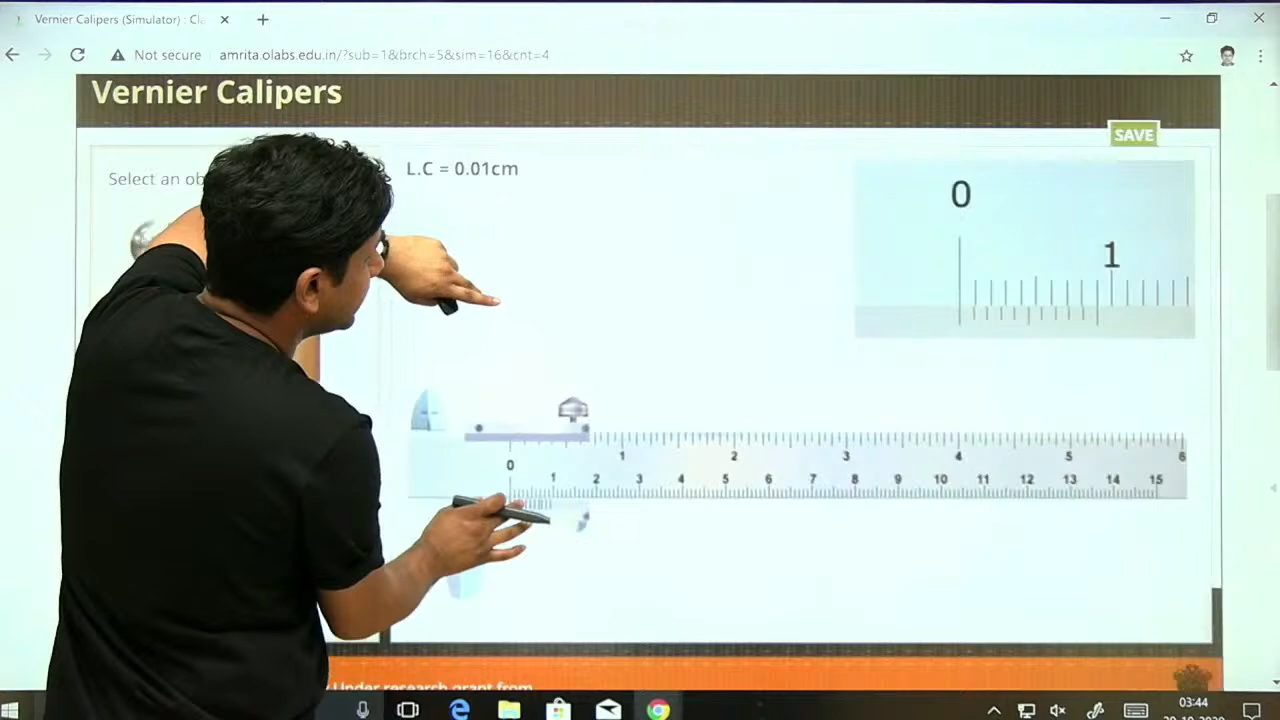 Vernier Calipers (Simulator) : Cl
Not secure
amrita.olabs.edu.in/?sub=1&brch=5&sim=16&cnt=4
Vernier Calipers
SAVE
Select an
L.C = 0.01cm
0
1
1 2 3 4 5 6
0
1 2 3 4 5 6 7 8 9 10 11 12 13 14 15
Under research grant from
03:44